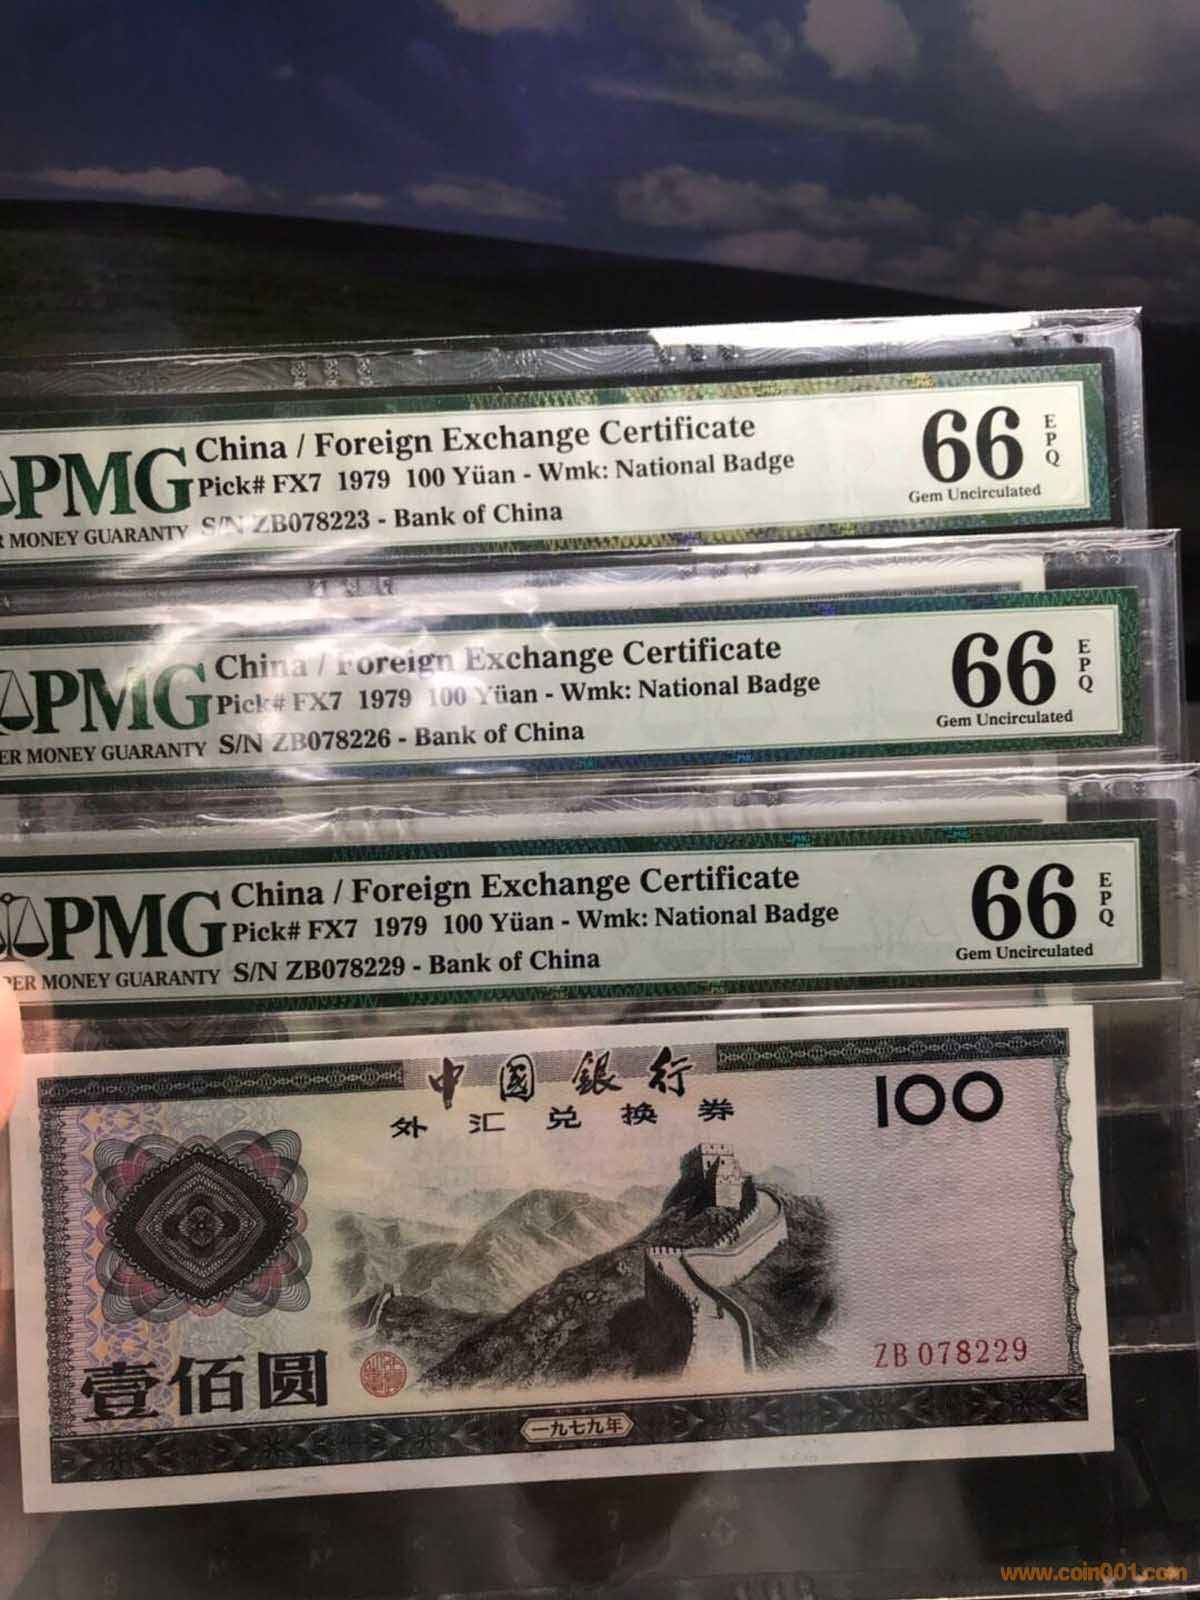 China / Foreign Exchange Certificate
Pick# FX7 1979 100 Yüan - Wmk: National Badge
S/N ZB078223 - Bank of China
PMG
MONEY GUARANTY
66
EPQ
Gem Uncirculated
China / Foreign Exchange Certificate
Pick# FX7 1979 100 Yüan - Wmk: National Badge
S/N ZB078226 - Bank of China
PMG
ER MONEY GUARANTY
66
EPQ
Gem Uncirculated
China / Foreign Exchange Certificate
Pick# FX7 1979 100 Yüan - Wmk: National Badge
S/N ZB078229 - Bank of China
PMG
PER MONEY GUARANTY
66
EPQ
Gem Uncirculated
中國銀行
外汇兑换券
100
ZB 078229
壹佰圆
一九七九年
www.coin001.com